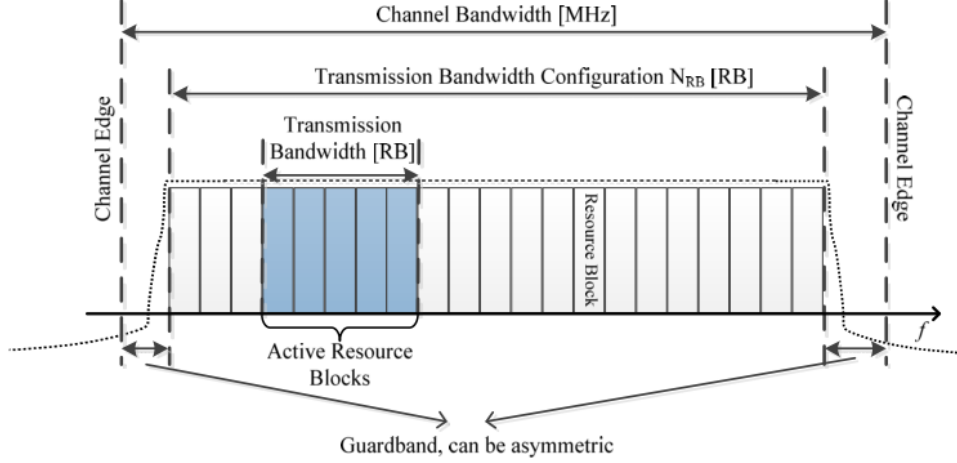 Channel Bandwidth [MHz]
Transmission Bandwidth Configuration N_RB [RB]
Transmission
Bandwidth [RB]
Channel Edge
Channel Edge
Resource Block
f
Active Resource
Blocks
Guardband, can be asymmetric